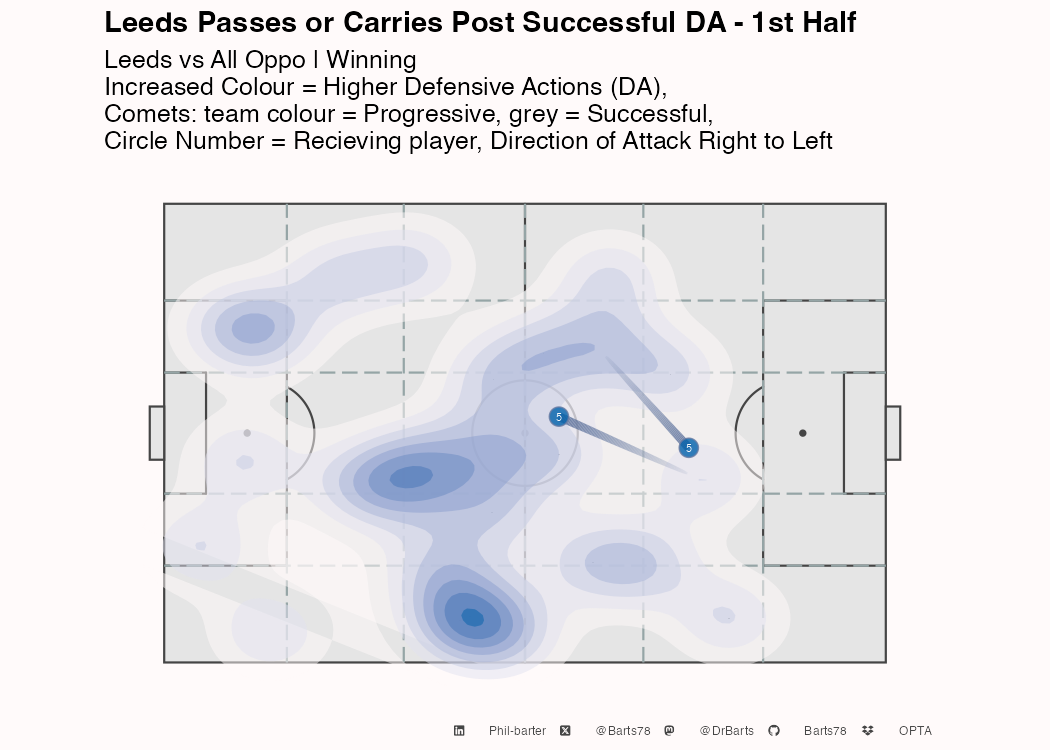 Leeds Passes or Carries Post Successful DA - 1st Half
Leeds vs All Oppo | Winning
Increased Colour = Higher Defensive Actions (DA),
Comets: team colour = Progressive, grey = Successful,
Circle Number = Recieving player, Direction of Attack Right to Left
5
5
Phil-barter @Barts78 @DrBarts Barts78 OPTA